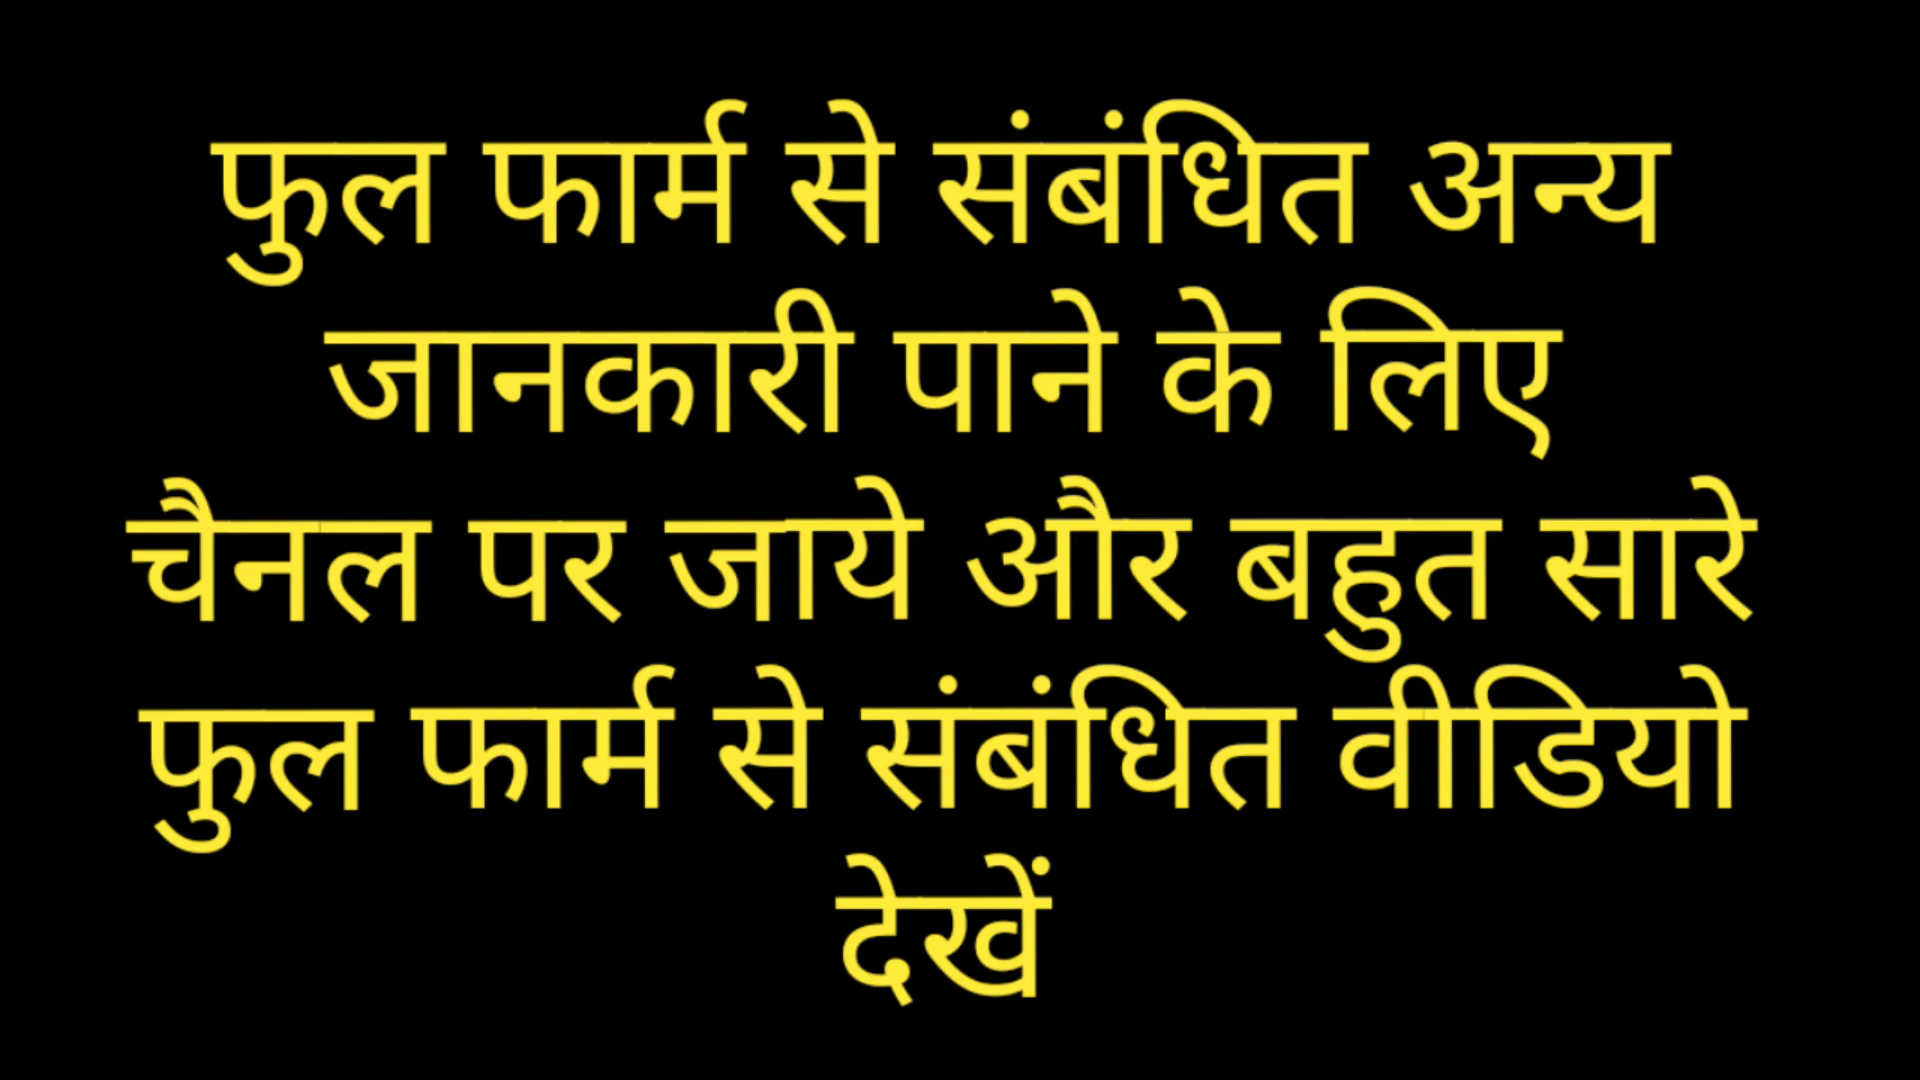 फुल फार्म से संबंधित अन्य
जानकारी पाने के लिए
चैनल पर जाये और बहुत सारे
फुल फार्म से संबंधित वीडियो
देखें